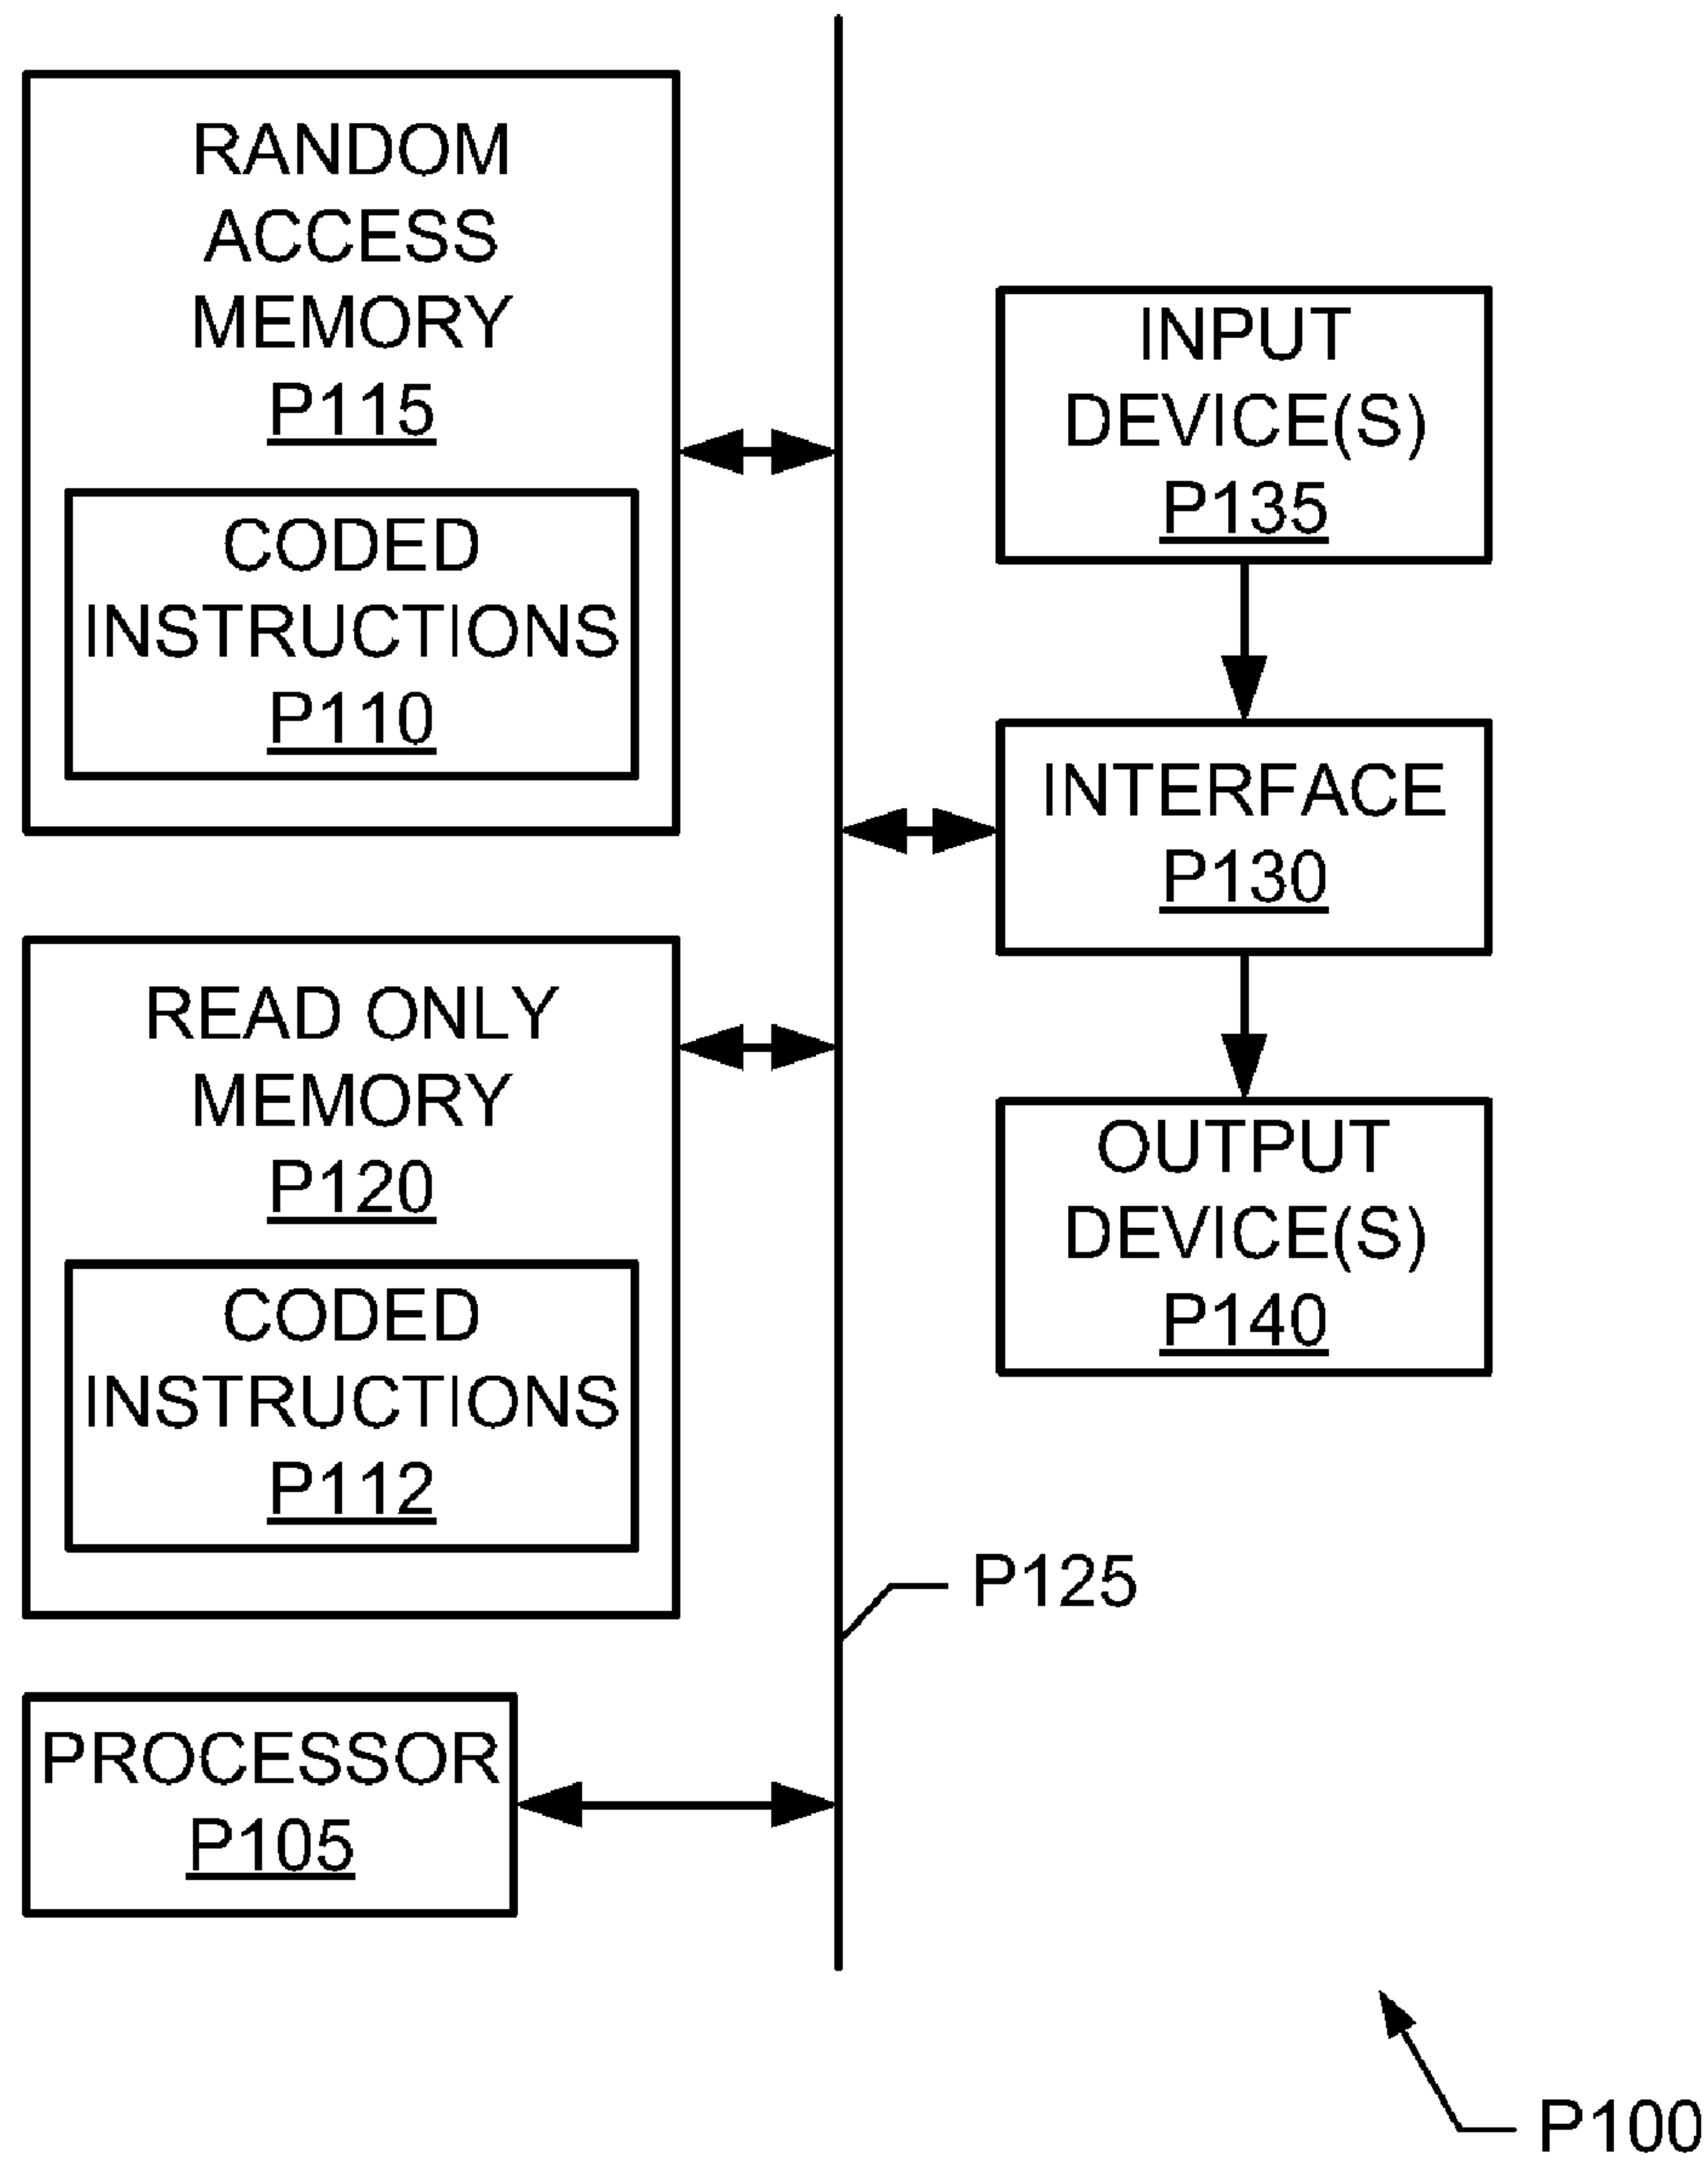 RANDOM
ACCESS
MEMORY
P115
CODED
INSTRUCTIONS
P110
READ ONLY
MEMORY
P120
CODED
INSTRUCTIONS
P112
PROCESSOR
P105
INPUT
DEVICE(S)
P135
INTERFACE
P130
OUTPUT
DEVICE(S)
P140
P125
P100